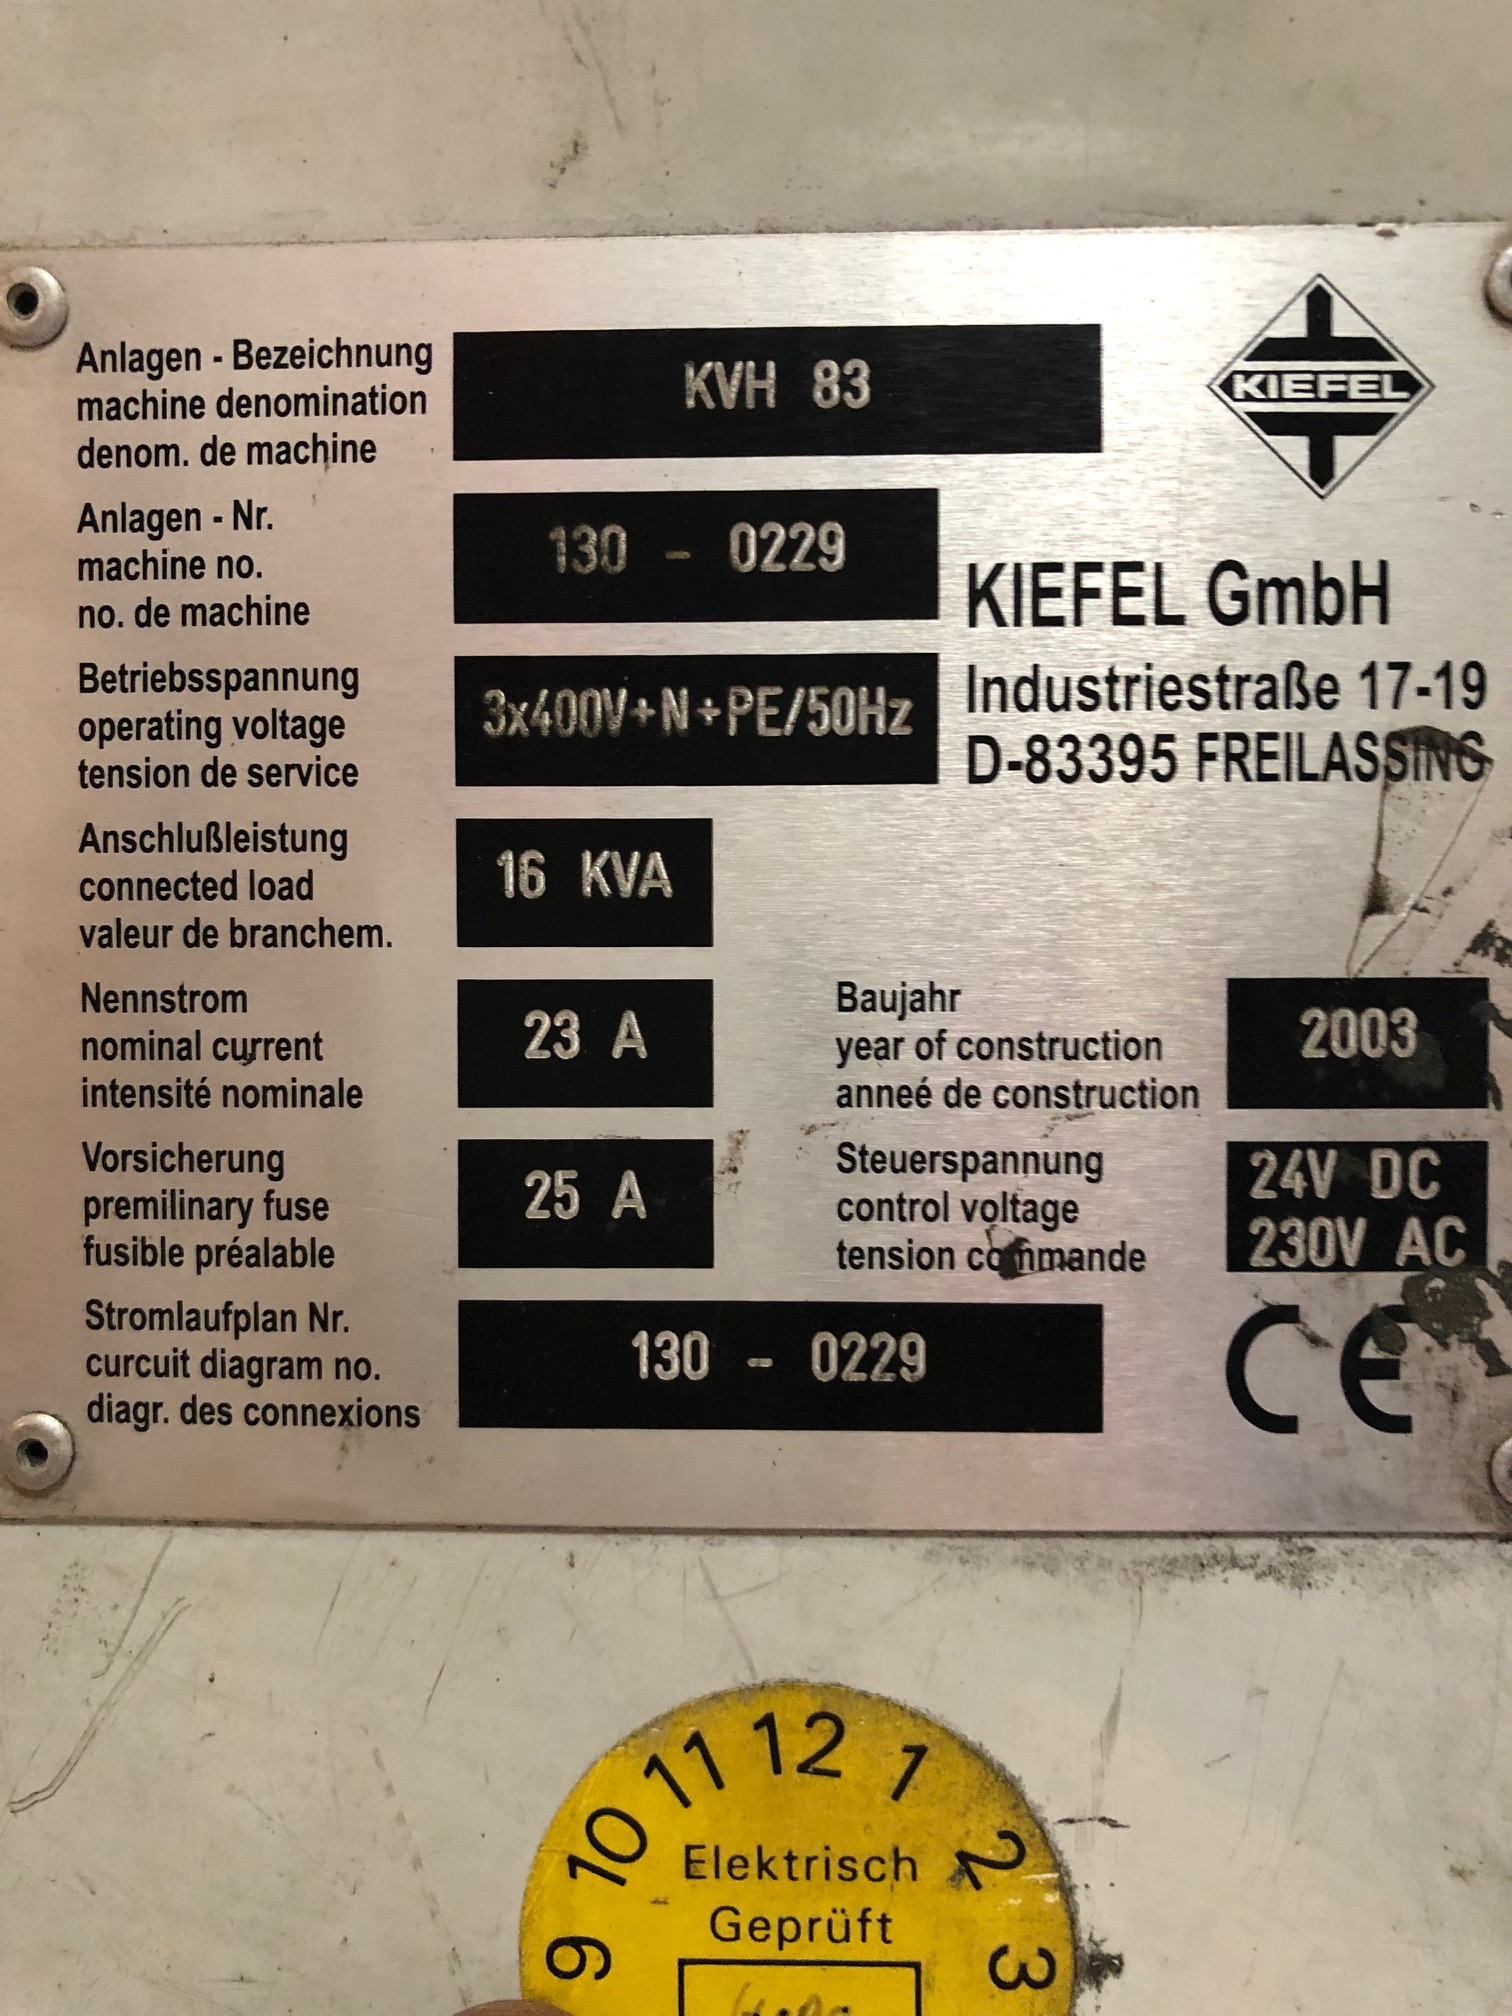 Anlagen - Bezeichnung
machine denomination
denom. de machine
KVH 83
KIEFEL
Anlagen - Nr.
machine no.
no. de machine
130 - 0229
KIEFEL GmbH
Industriestraße 17-19
D-83395 FREILASSING
Betriebsspannung
operating voltage
tension de service
3x400V+N+PE/50Hz
Anschlußleistung
connected load
valeur de branchem.
16 KVA
Nennstrom
nominal current
intensité nominale
23 A
Baujahr
year of construction
anneé de construction
2003
Vorsicherung
premilinary fuse
fusible préalable
25 A
Steuerspannung
control voltage
tension commande
24V DC
230V AC
Stromlaufplan Nr.
curcuit diagram no.
diagr. des connexions
130 - 0229
CE
9 10 11 12 1 2 3
Elektrisch
Geprüft